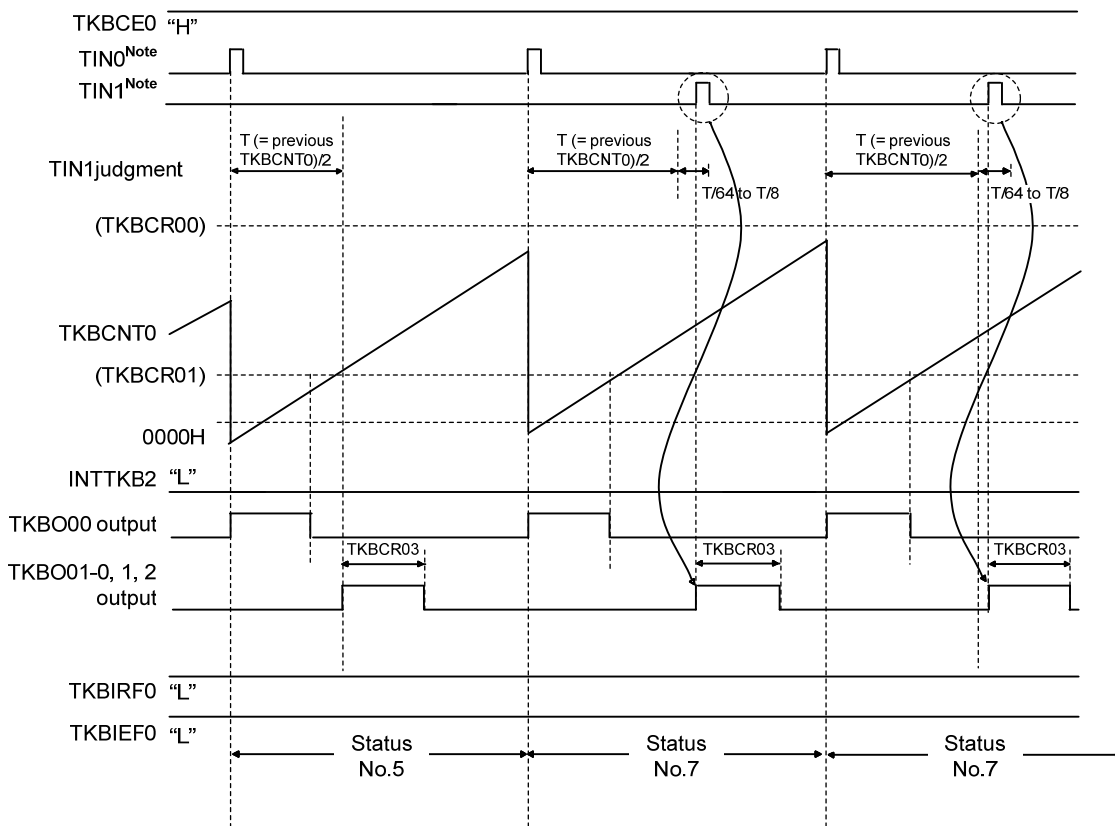 TKBCE0 “H”
TIN0Note
TIN1Note
T (= previous TKBCNT0)/2
T (= previous TKBCNT0)/2
T (= previous TKBCNT0)/2
TIN1judgment
T/64 to T/8
T/64 to T/8
(TKBCR00)
TKBCNT0
(TKBCR01)
0000H
INTTKB2 “L”
TKBO00 output
TKBCR03
TKBCR03
TKBCR03
TKBO01-0, 1, 2
output
TKBIRF0 “L”
TKBIEF0 “L”
Status
No.5
Status
No.7
Status
No.7